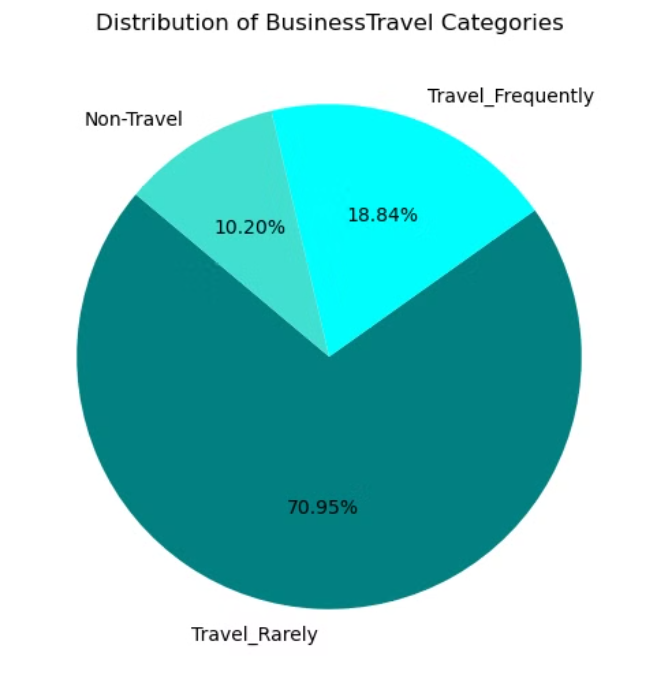 Distribution of BusinessTravel Categories
Travel_Frequently
Non-Travel
18.84%
10.20%
70.95%
Travel_Rarely